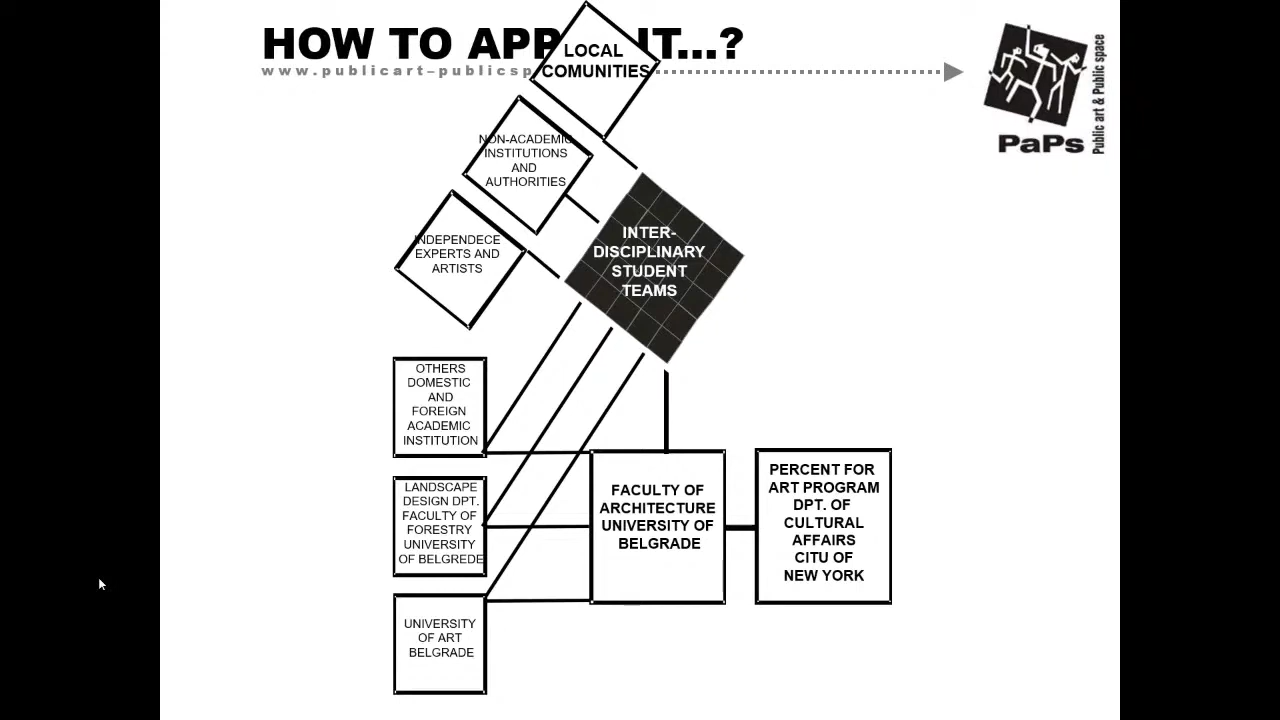 HOW TO APP IT...?
www.publicart-publicsp
LOCAL
COMUNITIES
NON-ACADEMIC
INSTITUTIONS
AND
AUTHORITIES
INDEPENDECE
EXPERTS AND
ARTISTS
INTER-
DISCIPLINARY
STUDENT
TEAMS
OTHERS
DOMESTIC
AND
FOREIGN
ACADEMIC
INSTITUTION
LANDSCAPE
DESIGN DPT.
FACULTY OF
FORESTRY
UNIVERSITY
OF BELGREDE
UNIVERSITY
OF ART
BELGRADE
FACULTY OF
ARCHITECTURE
UNIVERSITY OF
BELGRADE
PERCENT FOR
ART PROGRAM
DPT. OF
CULTURAL
AFFAIRS
CITU OF
NEW YORK
PaPs
Public art & Public space